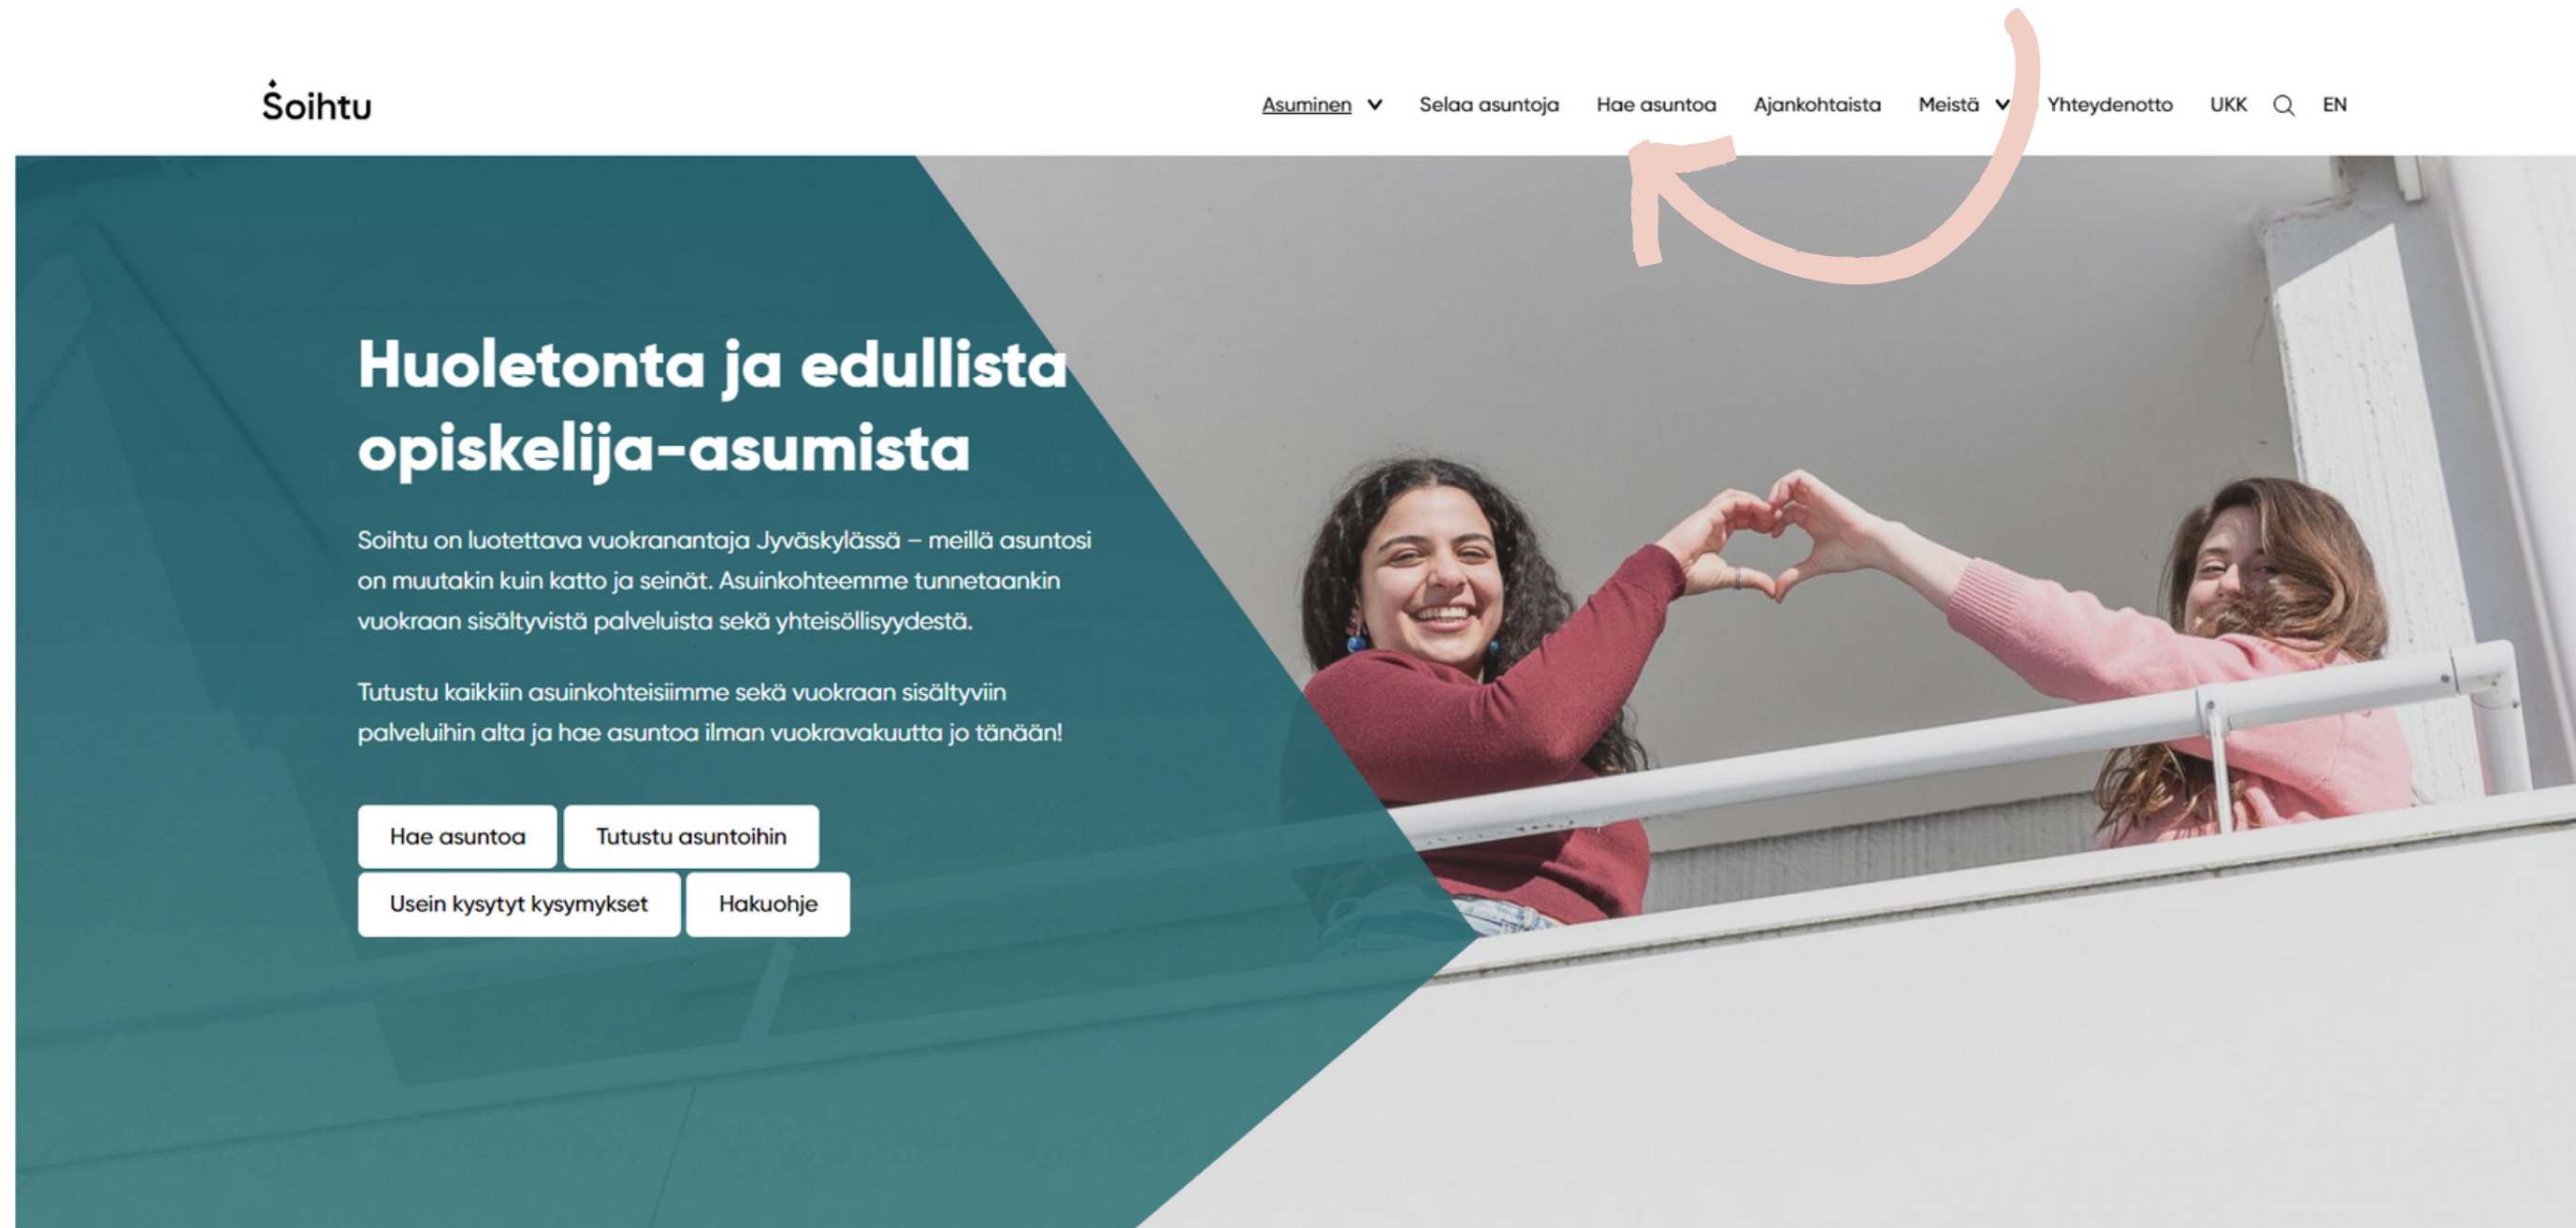 Soihtu
Asuminen Selaa asuntoja Hae asuntoa Ajankohtaista Meistä Yhteydenotto UKK EN
Huoletonta ja edullista
opiskelija-asumista
Soihtu on luotettava vuokranantaja Jyväskylässä – meillä asuntosi
on muutakin kuin katto ja seinät. Asuinkohteemme tunnetaankin
vuokraan sisältyvistä palveluista sekä yhteisöllisyydestä.
Tutustu kaikkiin asuinkohteisiimme sekä vuokraan sisältyviin
palveluihin alta ja hae asuntoa ilman vuokravakuutta jo tänään!
Hae asuntoa Tutustu asuntoihin
Usein kysytyt kysymykset Hakuohje